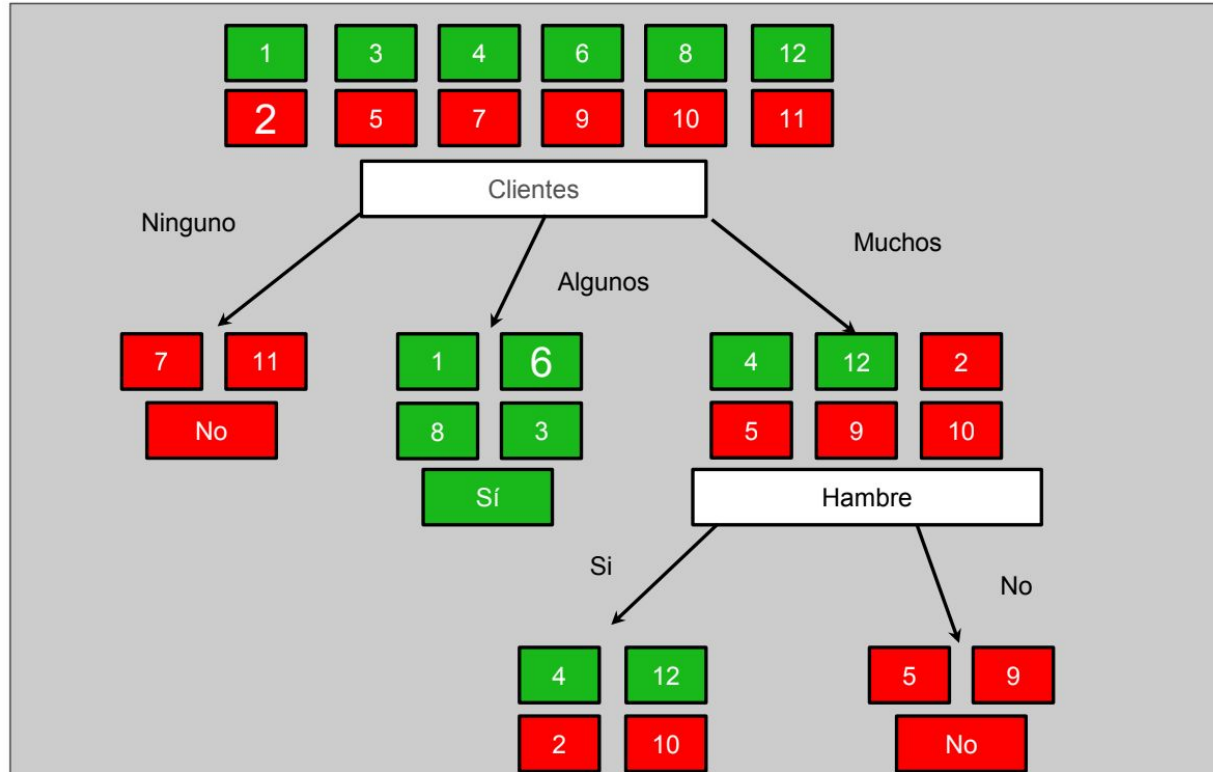 1 3 4 6 8 12
2 5 7 9 10 11
Clientes
Ninguno
Algunos
Muchos
7 11
No
1 6
8 3
Sí
4 12 2
5 9 10
Hambre
Si
No
4 12
2 10
5 9
No